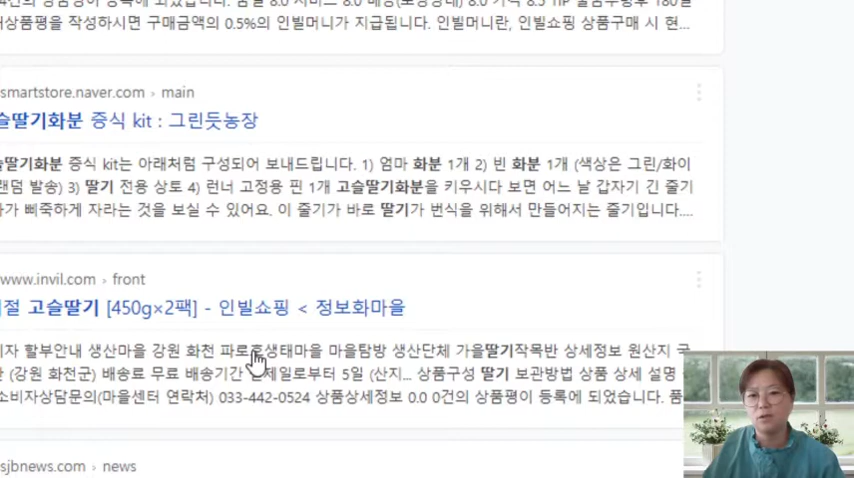 상품평을 작성하시면 구매금액의 0.5%의 인빌머니가 지급됩니다. 인빌머니란, 인빌쇼핑 상품구매 시 현...
smartstore.naver.com › main
슬딸기화분 증식 kit : 그린듯농장
슬딸기화분 증식 kit는 아래처럼 구성되어 보내드립니다. 1) 엄마 화분 1개 2) 빈 화분 1개 (색상은 그린/화이
랜덤 발송) 3) 딸기 전용 상토 4) 런너 고정용 핀 1개 고슬딸기화분을 키우시다 보면 어느 날 갑자기 긴 줄기
가 삐죽하게 자라는 것을 보실 수 있어요. 이 줄기가 바로 딸기가 번식을 위해서 만들어지는 줄기입니다....
www.invil.com › front
절 고슬딸기 [450g×2팩] - 인빌쇼핑 < 정보화마을
할부안내 생산마을 강원 화천 파로호생태마을 마을탐방 생산단체 가을딸기작목반 상세정보 원산지 국
(강원 화천군) 배송료 무료 배송기간 제일로부터 5일 (산지... 상품구성 딸기 보관방법 상품 상세 설명
소비자상담문의(마을센터 연락처) 033-442-0524 상품상세정보 0.0 0건의 상품평이 등록에 되었습니다. 품
sjbnews.com › news